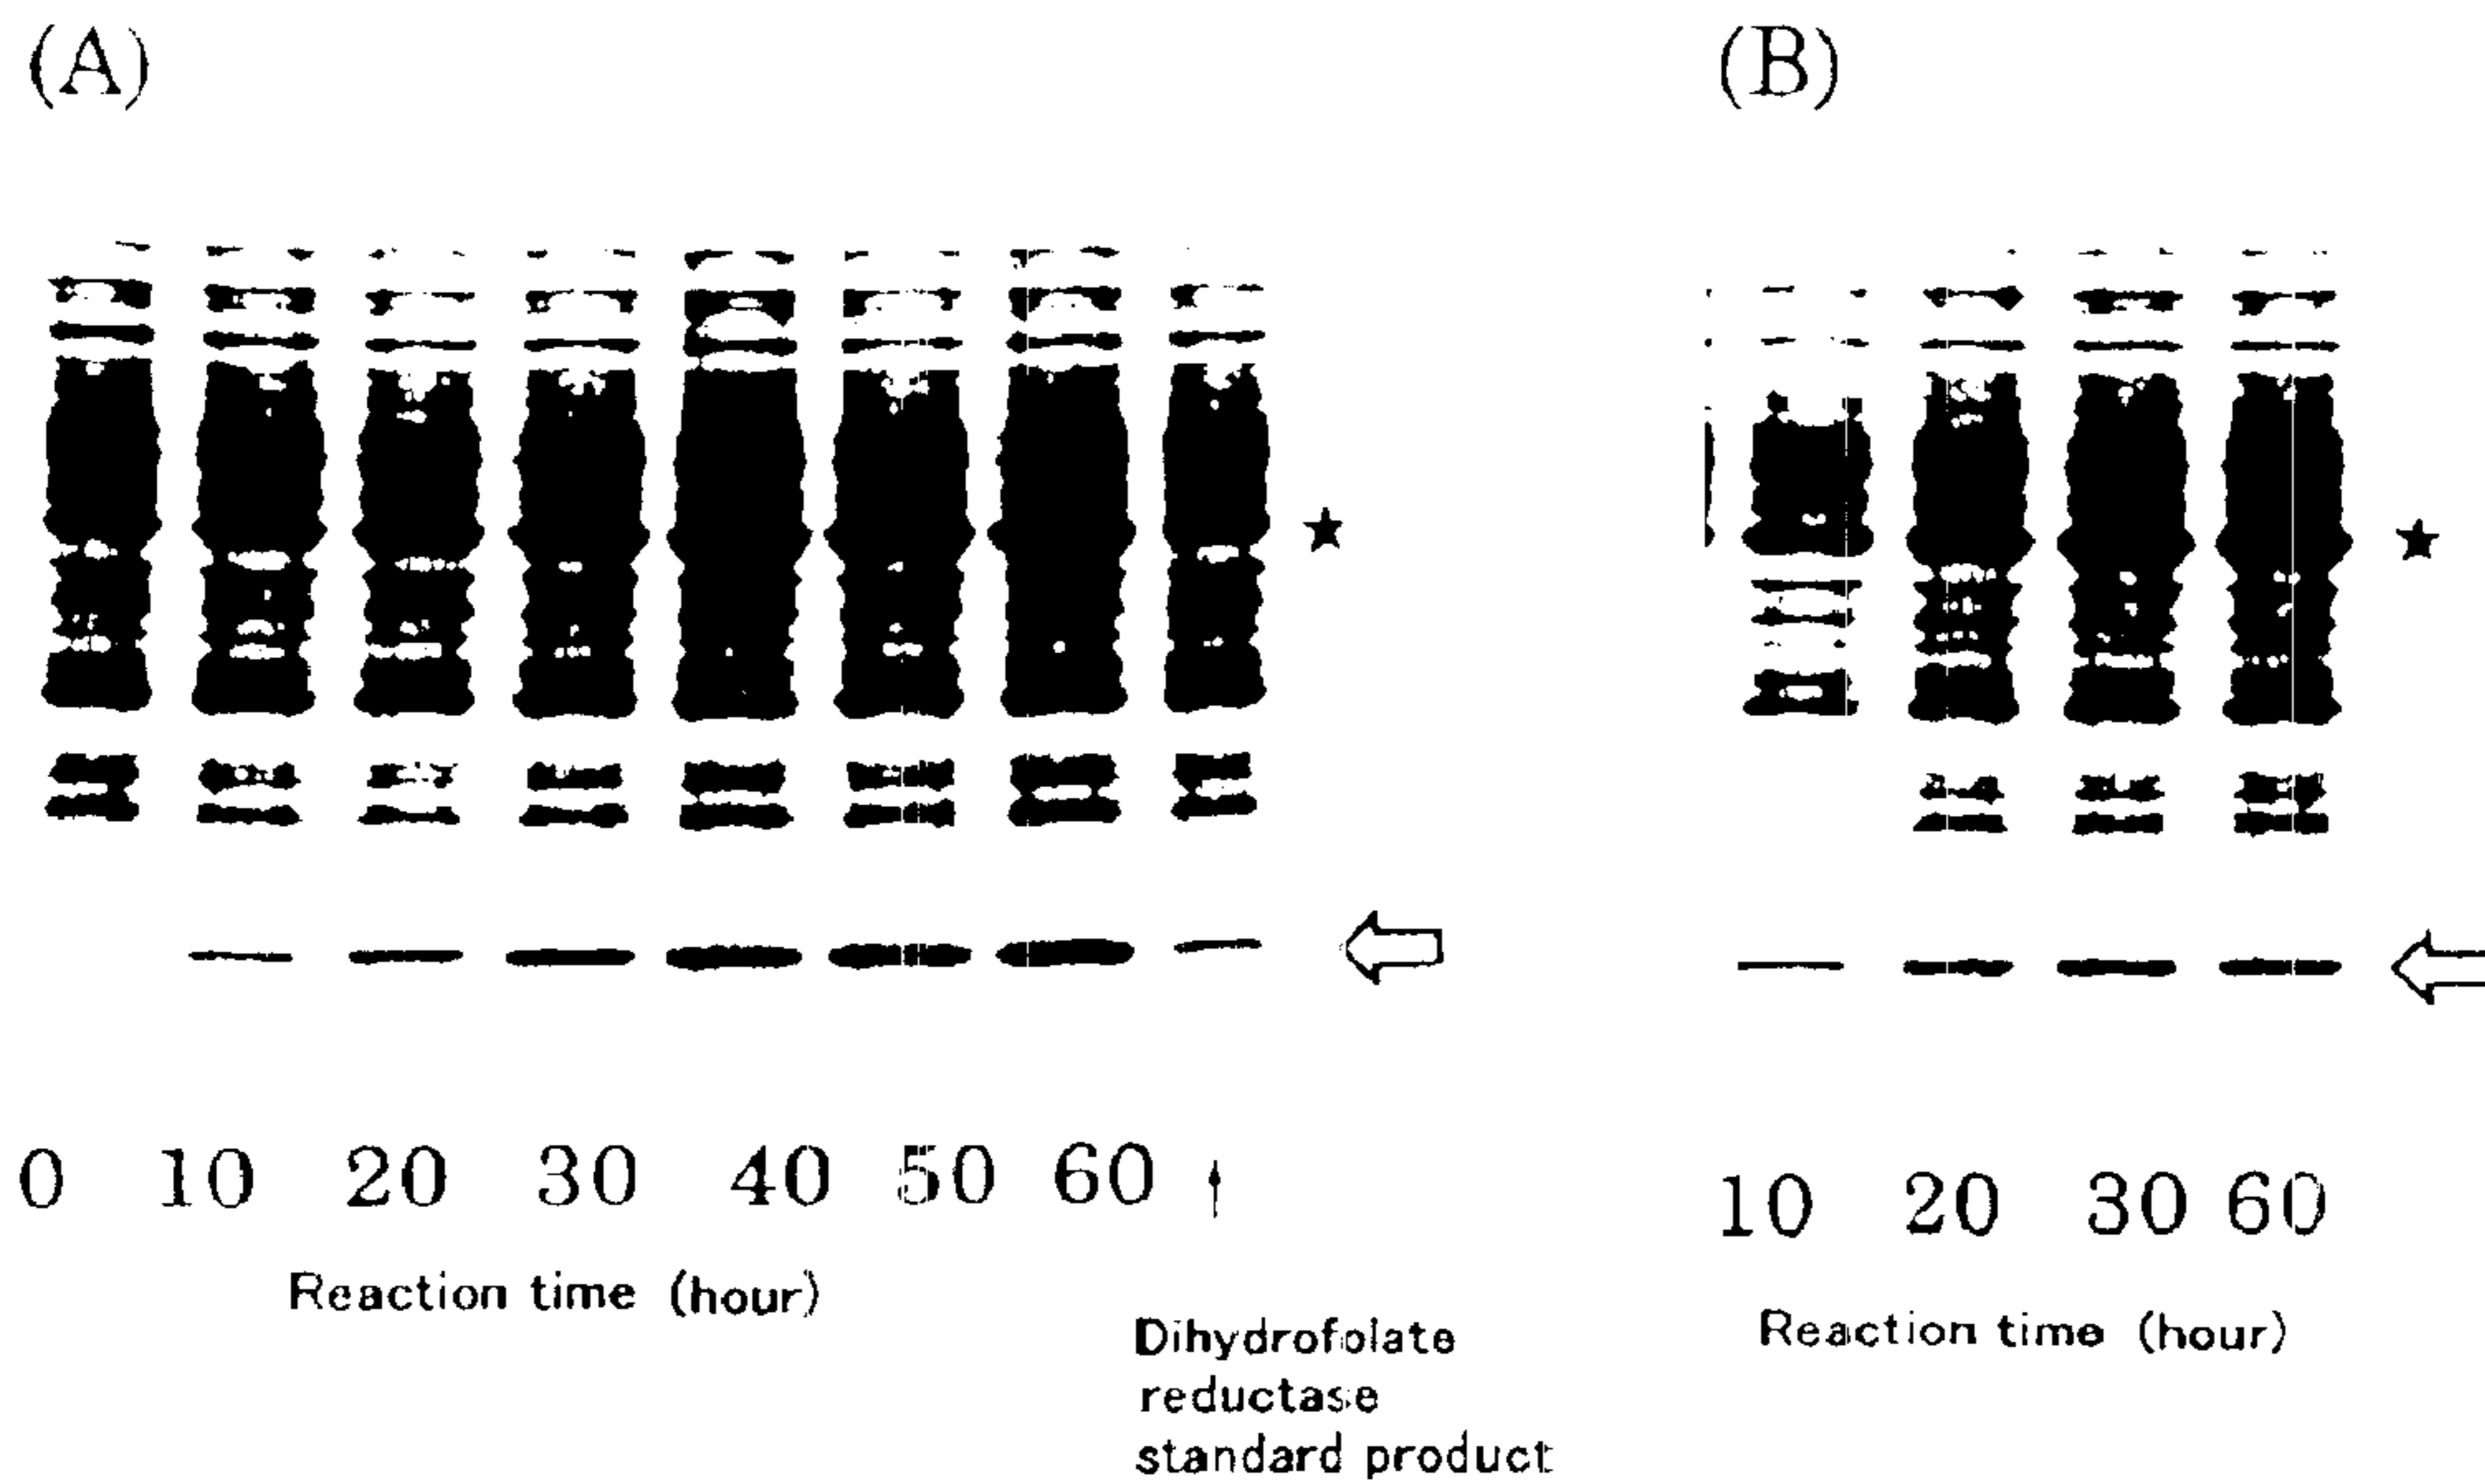 (A) (B)
0 10 20 30 40 50 60
10 20 30 60
Reaction time (hour)
Reaction time (hour)
Dihydrofolate
reductase
standard product